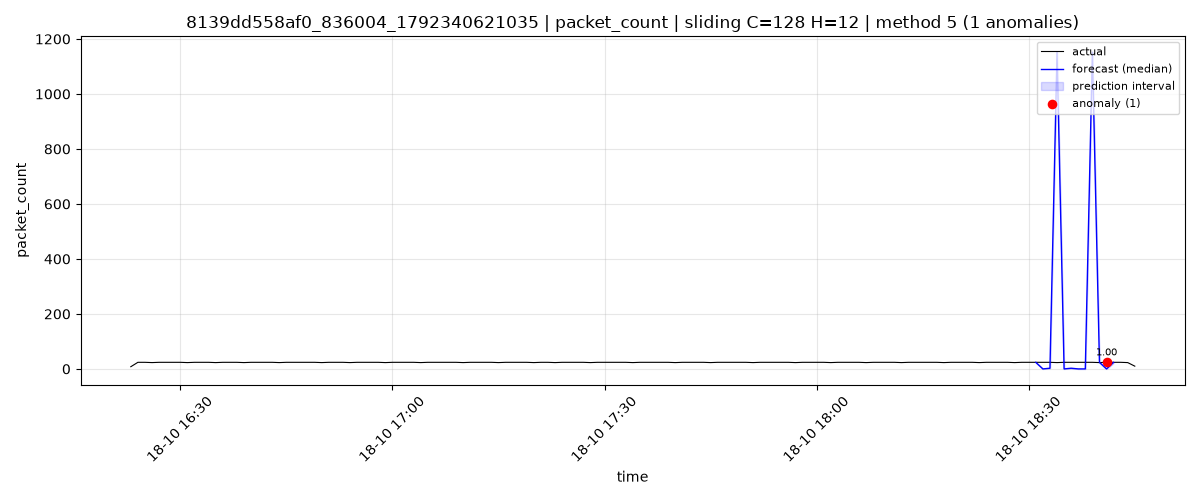 8139dd558af0_836004_1792340621035 | packet_count | sliding C=128 H=12 | method 5 (1 anomalies)
1200
1000
800
600
400
200
0
packet_count
actual
forecast (median)
prediction interval
anomaly (1)
1.00
18-10 16:30
18-10 17:00
18-10 17:30
18-10 18:00
18-10 18:30
time